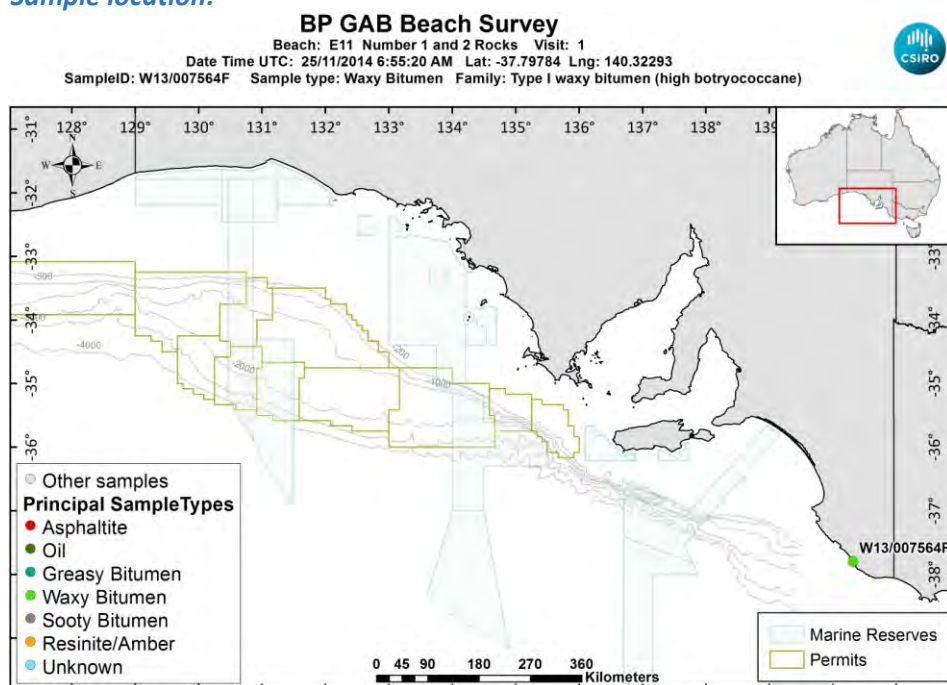 Sample location:
BP GAB Beach Survey
Beach: E11 Number 1 and 2 Rocks Visit: 1
Date Time UTC: 25/11/2014 6:55:20 AM Lat: -37.79784 Lng: 140.32293
SampleID: W13/007564F Sample type: Waxy Bitumen Family: Type I waxy bitumen (high botryococcane)
CSIRO
128° 129° 130° 131° 132° 133° 134° 135° 136° 137° 138° 139
-31°
-32°
-33°
-34°
-35°
-36°
-37°
-38°
-33°
-34°
-35°
-36°
-37°
-38°
N
W E
S
-200
-1000
-2000
-4000
W13/007564F
Other samples
Principal SampleTypes
Asphaltite
Oil
Greasy Bitumen
Waxy Bitumen
Sooty Bitumen
Resinite/Amber
Unknown
0 45 90 180 270 360
Kilometers
Marine Reserves
Permits